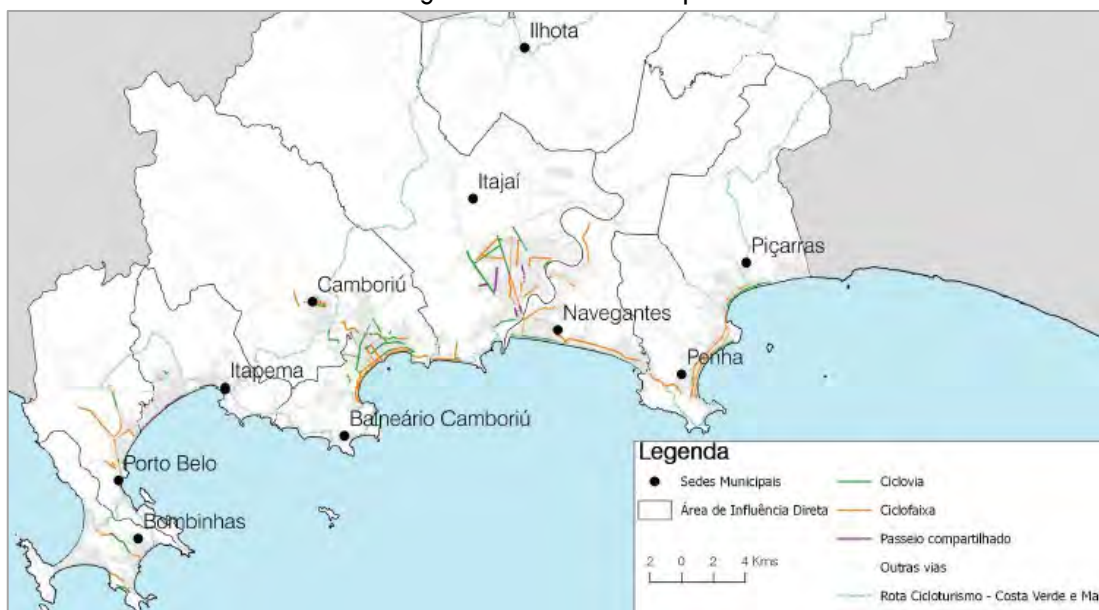 Ilhota
Itajaí
Piçarras
Camboriú
Navegantes
Penha
Itapema
Balneário Camboriú
Porto Belo
Bombinhas
Legenda
Sedes Municipais
Área de Influência Direta
2 0 2 4 Kms
Ciclovia
Ciclofaixa
Passeio compartilhado
Outras vias
Rota Cicloturismo - Costa Verde e Ma